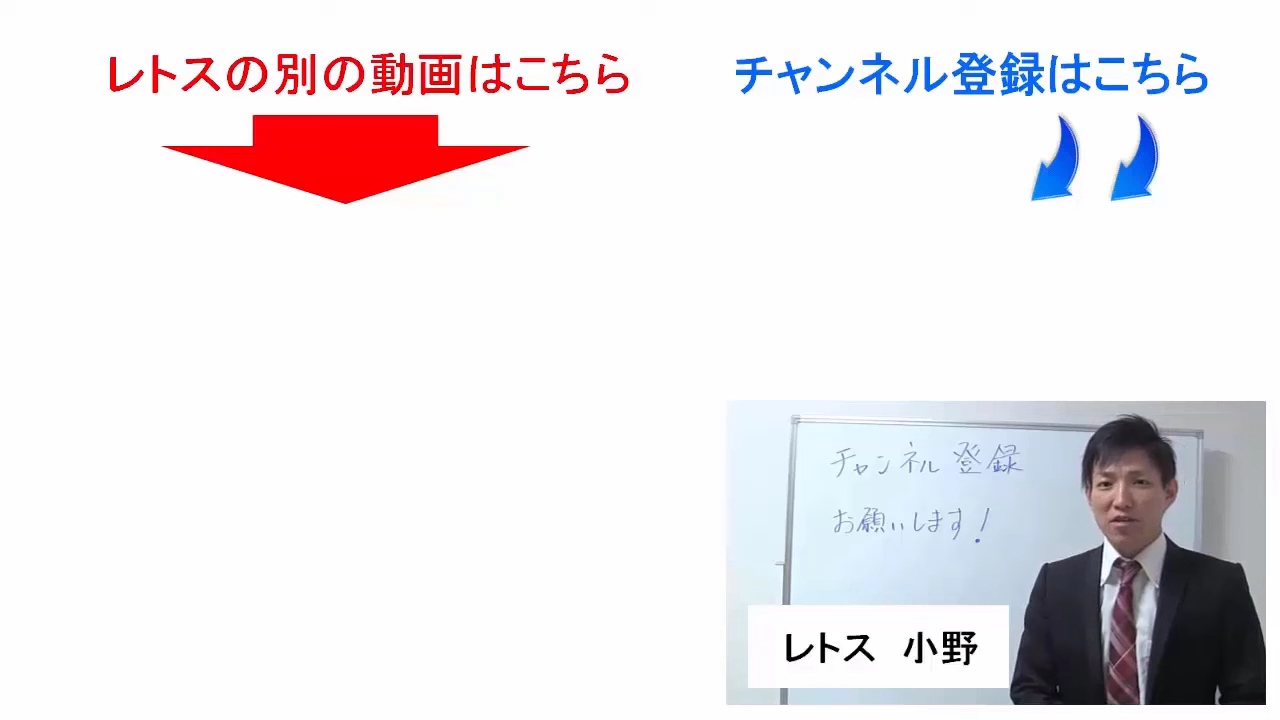 レトスの別の動画はこちら
チャンネル登録はこちら
チャンネル登録
お願いします!
レトス 小野